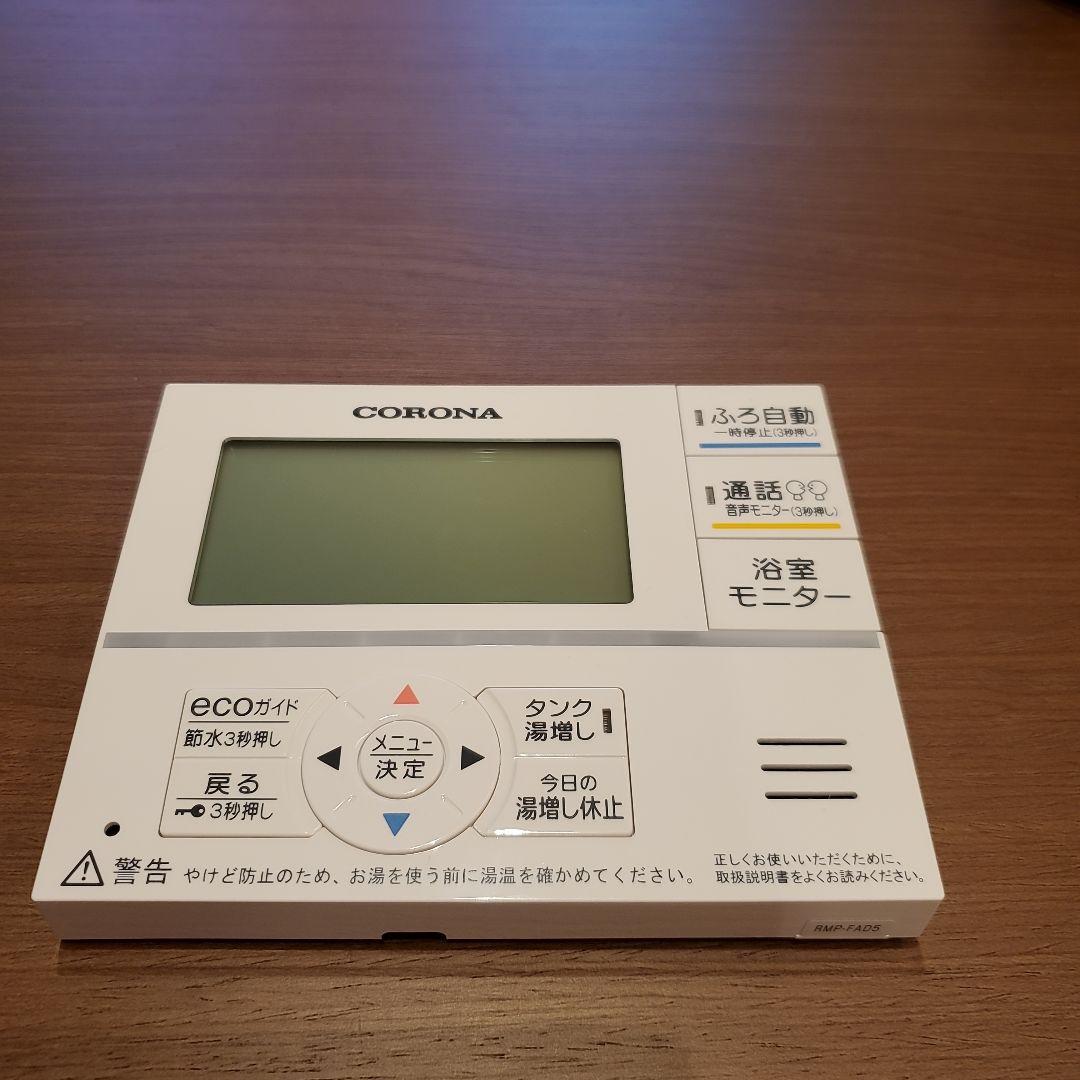 CORONA
ふろ自動
一時停止(3秒押し)
通話
音声モニター(3秒押し)
浴室
モニター
ecoガイド
節水3秒押し
戻る
3秒押し
メニュー
決定
タンク
湯増し
今日の
湯増し休止
警告 やけど防止のため、お湯を使う前に湯温を確かめてください。
正しくお使いいただくために、
取扱説明書をよくお読みください。
RMP-FAD5